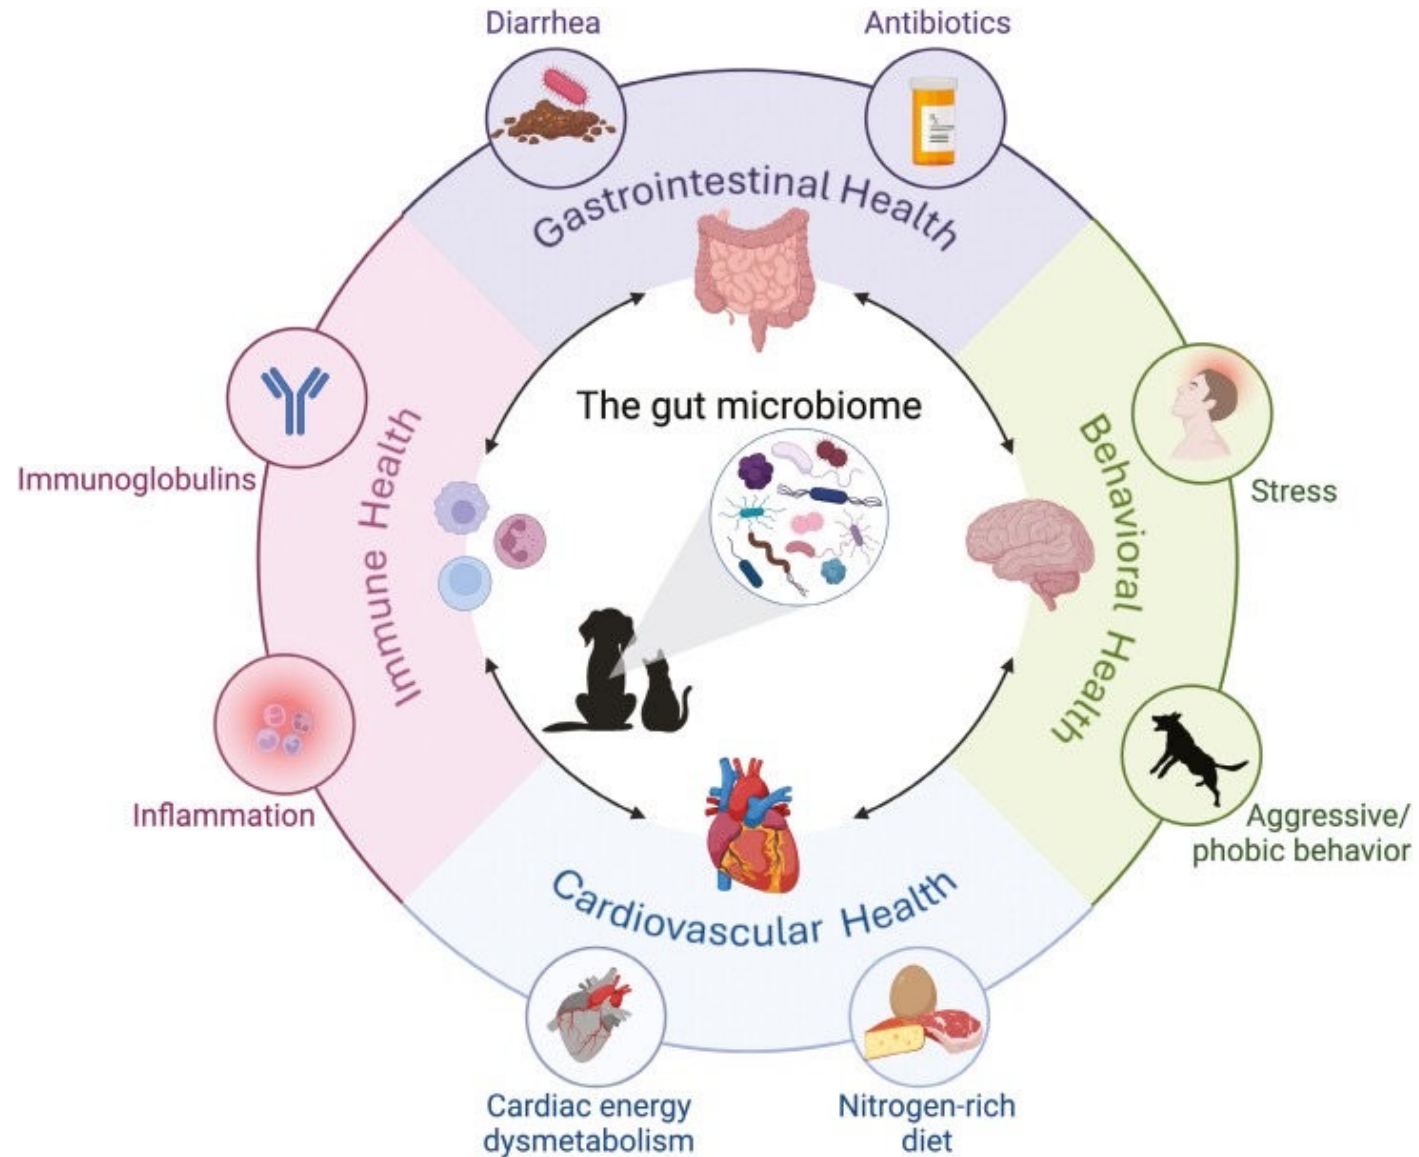 Diarrhea
Antibiotics
Gastrointestinal Health
The gut microbiome
Immune Health
Behavioral Health
Immunoglobulins
Stress
Inflammation
Aggressive/
phobic behavior
Cardiovascular Health
Cardiac energy
dysmetabolism
Nitrogen-rich
diet